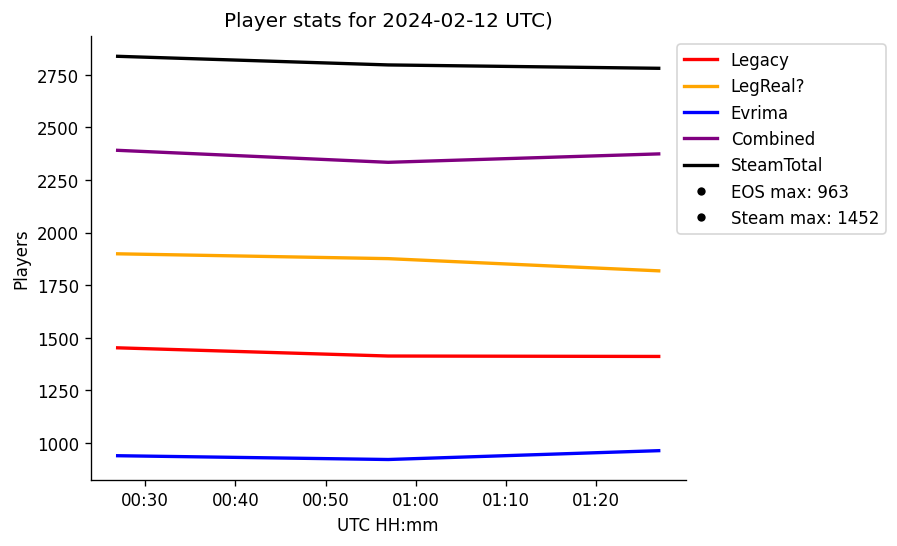 Player stats for 2024-02-12 UTC)
Legacy
LegReal?
Evrima
Combined
SteamTotal
EOS max: 963
Steam max: 1452
Players
2750
2500
2250
2000
1750
1500
1250
1000
00:30 00:40 00:50 01:00 01:10 01:20
UTC HH:mm